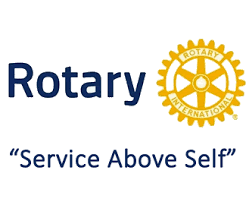 Rotary
ROTARY
INTERNATIONAL
“Service Above Self”